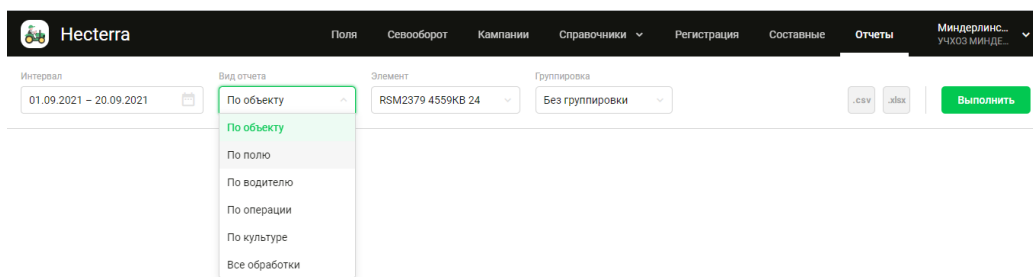 Hecterra
Поля
Севооборот
Кампании
Справочники
Регистрация
Составные
Отчеты
Миндерлинс...
УЧХОЗ МИНДЕ...
Интервал
Вид отчета
Элемент
Группировка
01.09.2021 – 20.09.2021
По объекту
RSM2379 4559КВ 24
Без группировки
.csv
.xlsx
Выполнить
По объекту
По полю
По водителю
По операции
По культуре
Все обработки